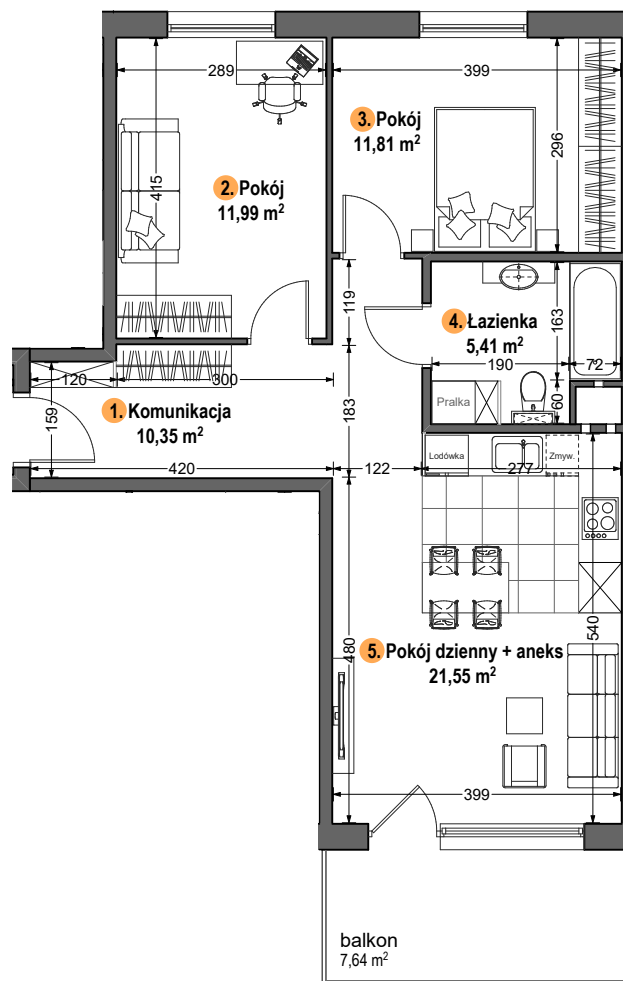 289
399
3. Pokój
11,81 m²
296
415
2. Pokój
11,99 m²
119
163
4. Łazienka
5,41 m²
190
72
60
Pralka
120
300
159
1. Komunikacja
10,35 m²
183
420
122
277
Lodówka
Zmyw.
480
540
5. Pokój dzienny + aneks
21,55 m²
399
balkon
7,64 m²